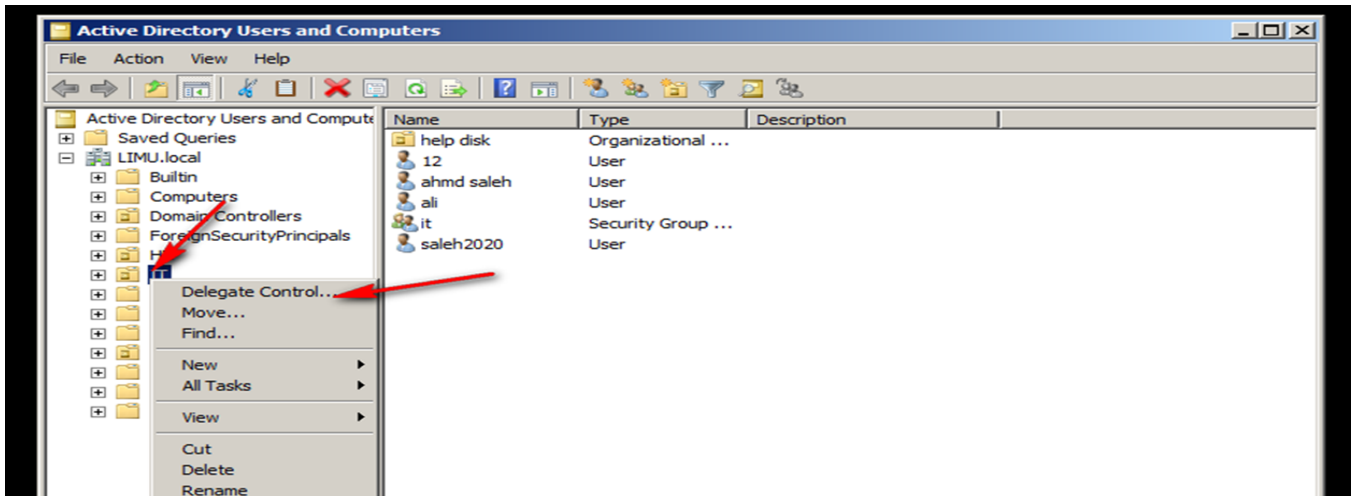 Active Directory Users and Computers
File Action View Help
Active Directory Users and Compute
Saved Queries
LIMU.local
Builtin
Computers
Domain Controllers
ForeignSecurityPrincipals
IT
Delegate Control...
Move...
Find...
New
All Tasks
View
Cut
Delete
Rename
Name Type Description
help disk Organizational ...
12 User
ahmd saleh User
ali User
it Security Group ...
saleh2020 User